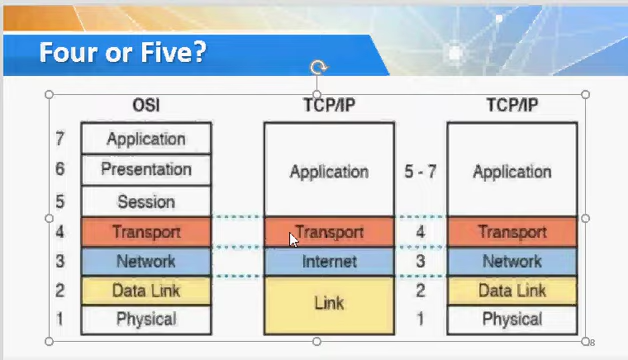 Four or Five?
OSI TCP/IP TCP/IP
7 Application
6 Presentation Application 5 - 7 Application
5 Session
4 Transport Transport 4 Transport
3 Network Internet 3 Network
2 Data Link Link 2 Data Link
1 Physical 1 Physical
8